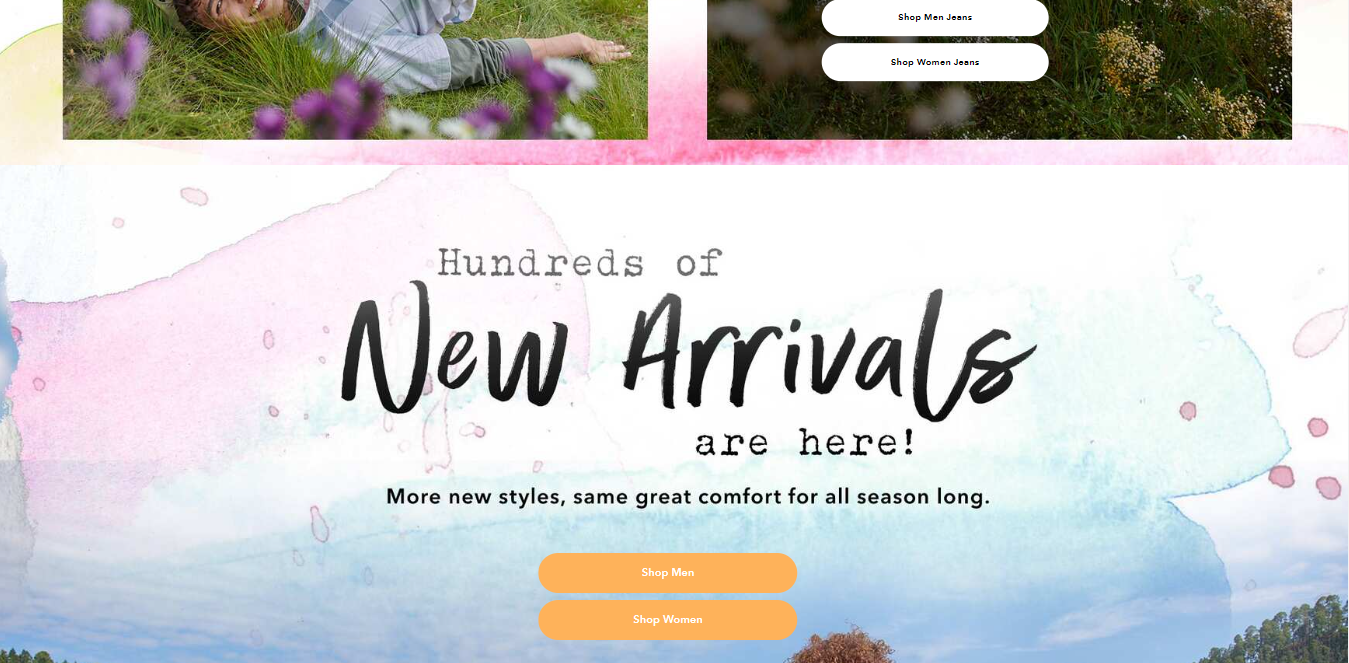 Shop Men Jeans
Shop Women Jeans
Hundreds of
New Arrivals
are here!
More new styles, same great comfort for all season long.
Shop Men
Shop Women